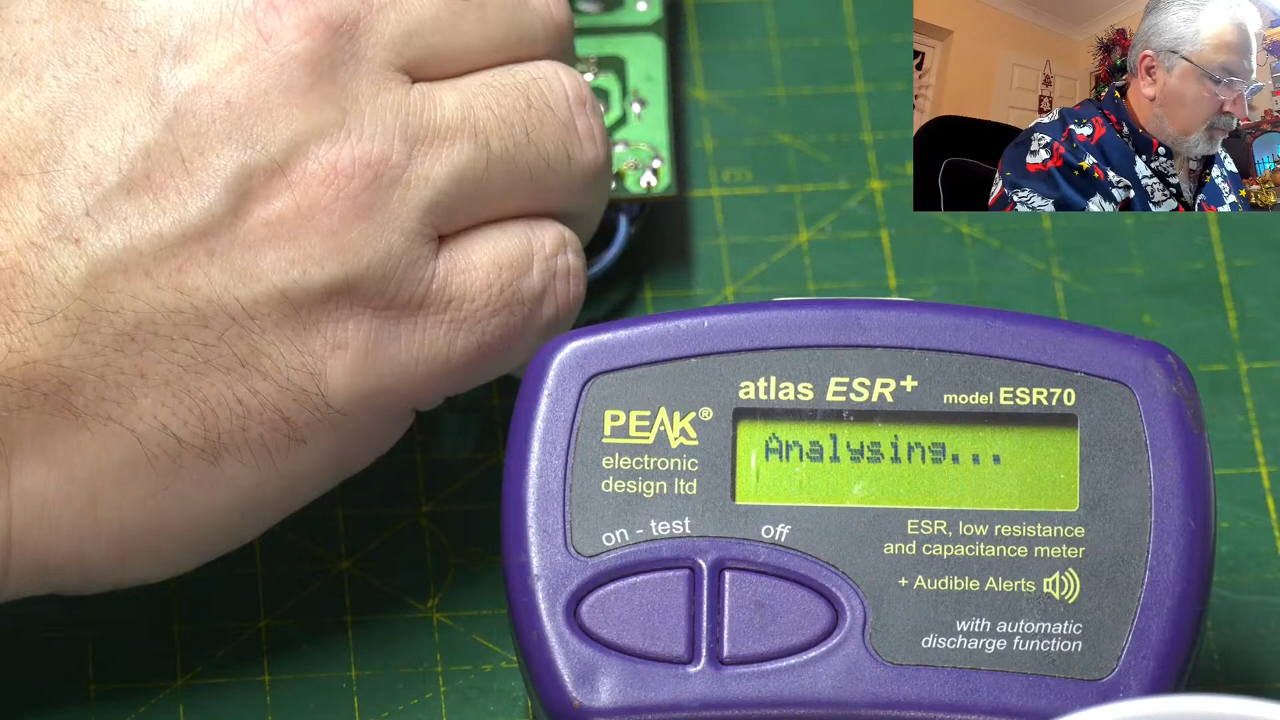 atlas ESR+ model ESR70
PEAK®
electronic
design ltd
Analysing...
on - test off
ESR, low resistance
and capacitance meter
+ Audible Alerts
with automatic
discharge function